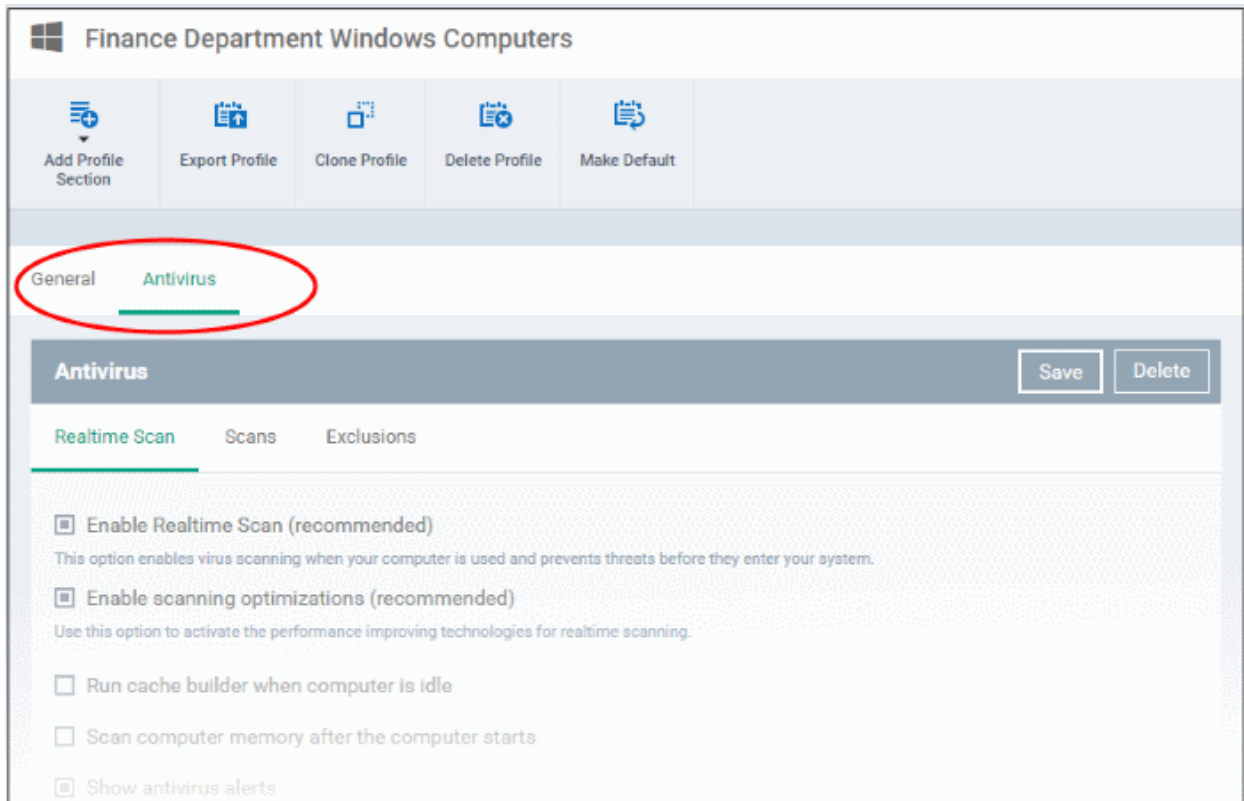 Finance Department Windows Computers
Add Profile
Section
Export Profile
Clone Profile
Delete Profile
Make Default
General
Antivirus
Antivirus
Save
Delete
Realtime Scan
Scans
Exclusions
Enable Realtime Scan (recommended)
This option enables virus scanning when your computer is used and prevents threats before they enter your system.
Enable scanning optimizations (recommended)
Use this option to activate the performance improving technologies for realtime scanning.
Run cache builder when computer is idle
Scan computer memory after the computer starts
Show antivirus alerts